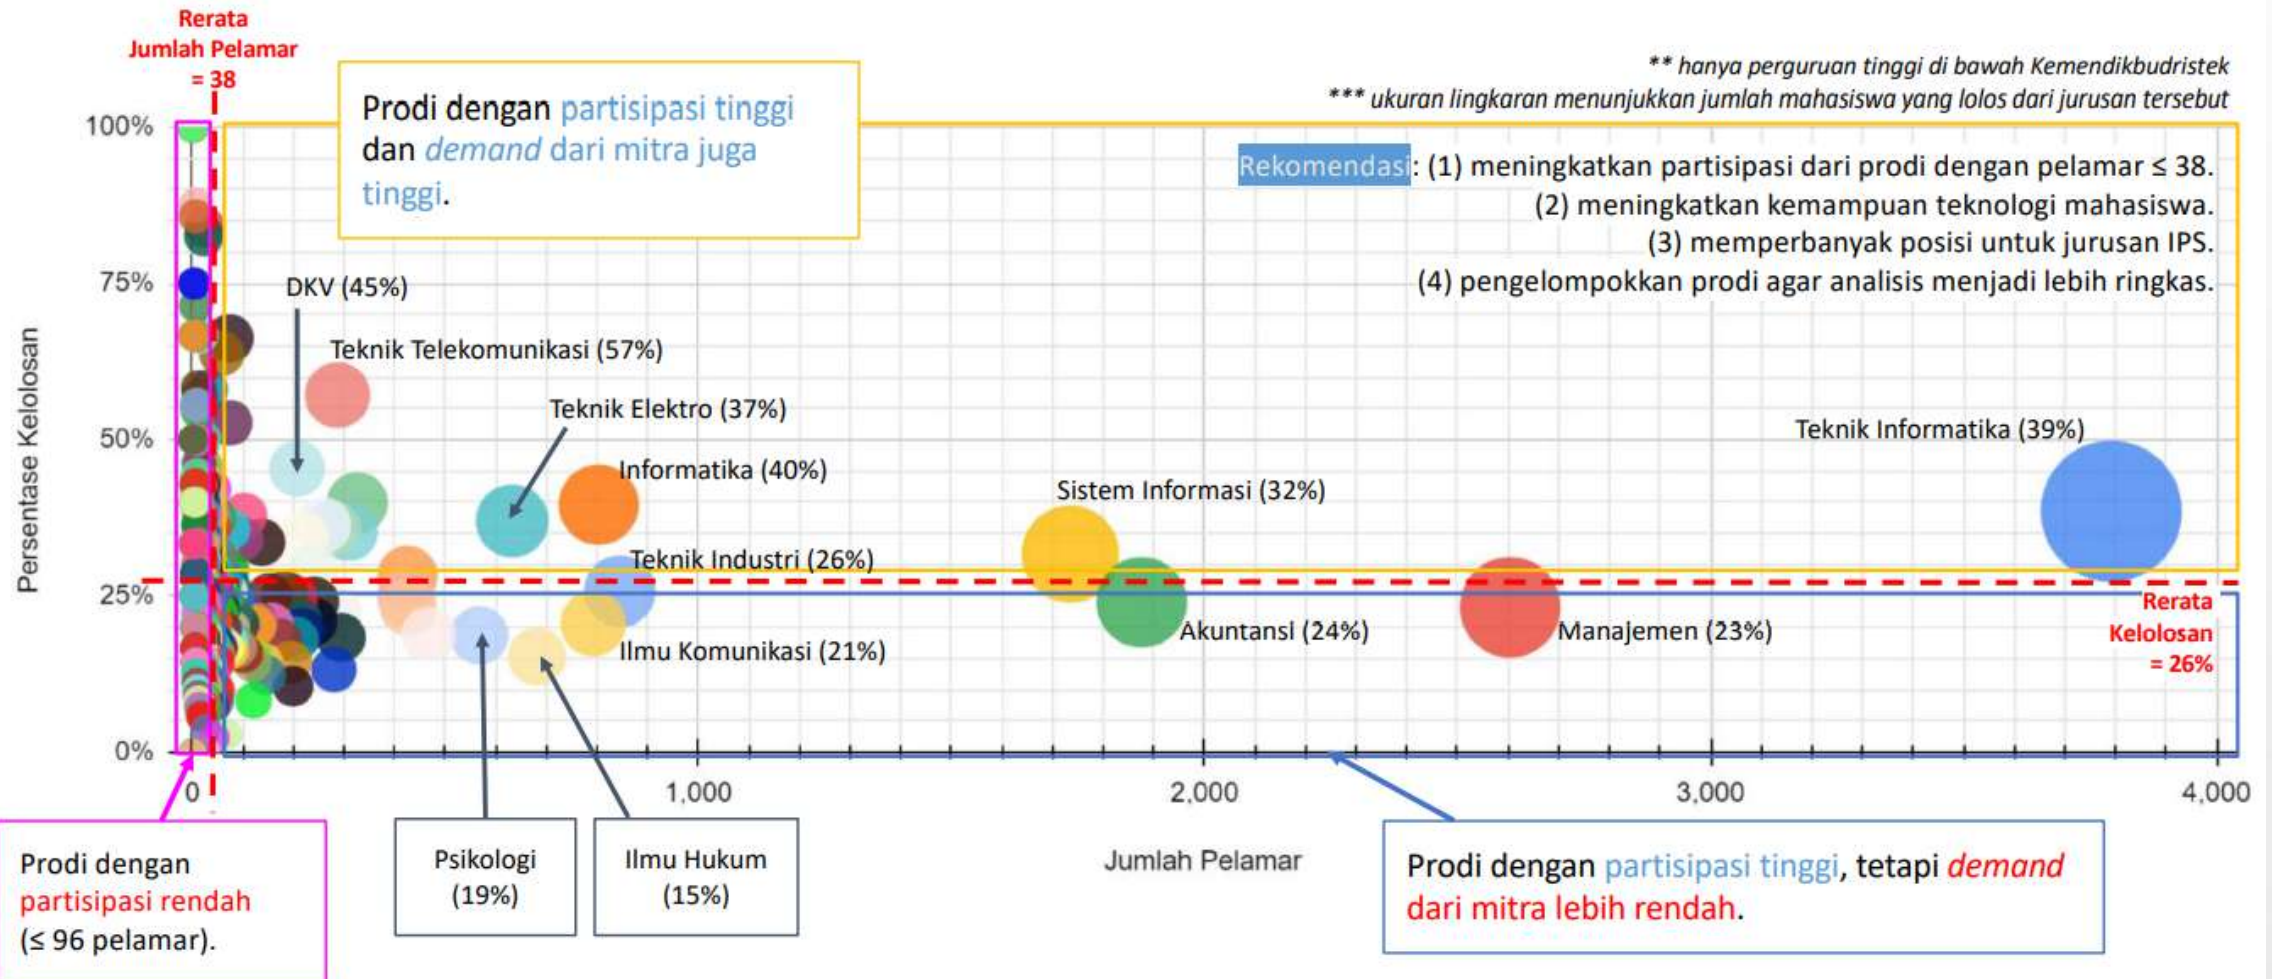 Rerata
Jumlah Pelamar
= 38
** hanya perguruan tinggi di bawah Kemendikbudristek
*** ukuran lingkaran menunjukkan jumlah mahasiswa yang lolos dari jurusan tersebut
Prodi dengan partisipasi tinggi
dan demand dari mitra juga
tinggi.
Rekomendasi: (1) meningkatkan partisipasi dari prodi dengan pelamar ≤ 38.
(2) meningkatkan kemampuan teknologi mahasiswa.
(3) memperbanyak posisi untuk jurusan IPS.
(4) pengelompokkan prodi agar analisis menjadi lebih ringkas.
100%
75%
50%
25%
0%
Persentase Kelolosan
DKV (45%)
Teknik Telekomunikasi (57%)
Teknik Elektro (37%)
Teknik Informatika (39%)
Informatika (40%)
Sistem Informasi (32%)
Teknik Industri (26%)
Rerata
Kelolosan
= 26%
Akuntansi (24%)
Manajemen (23%)
Ilmu Komunikasi (21%)
0
1,000
2,000
3,000
4,000
Jumlah Pelamar
Prodi dengan
partisipasi rendah
(≤ 96 pelamar).
Psikologi
(19%)
Ilmu Hukum
(15%)
Prodi dengan partisipasi tinggi, tetapi demand
dari mitra lebih rendah.